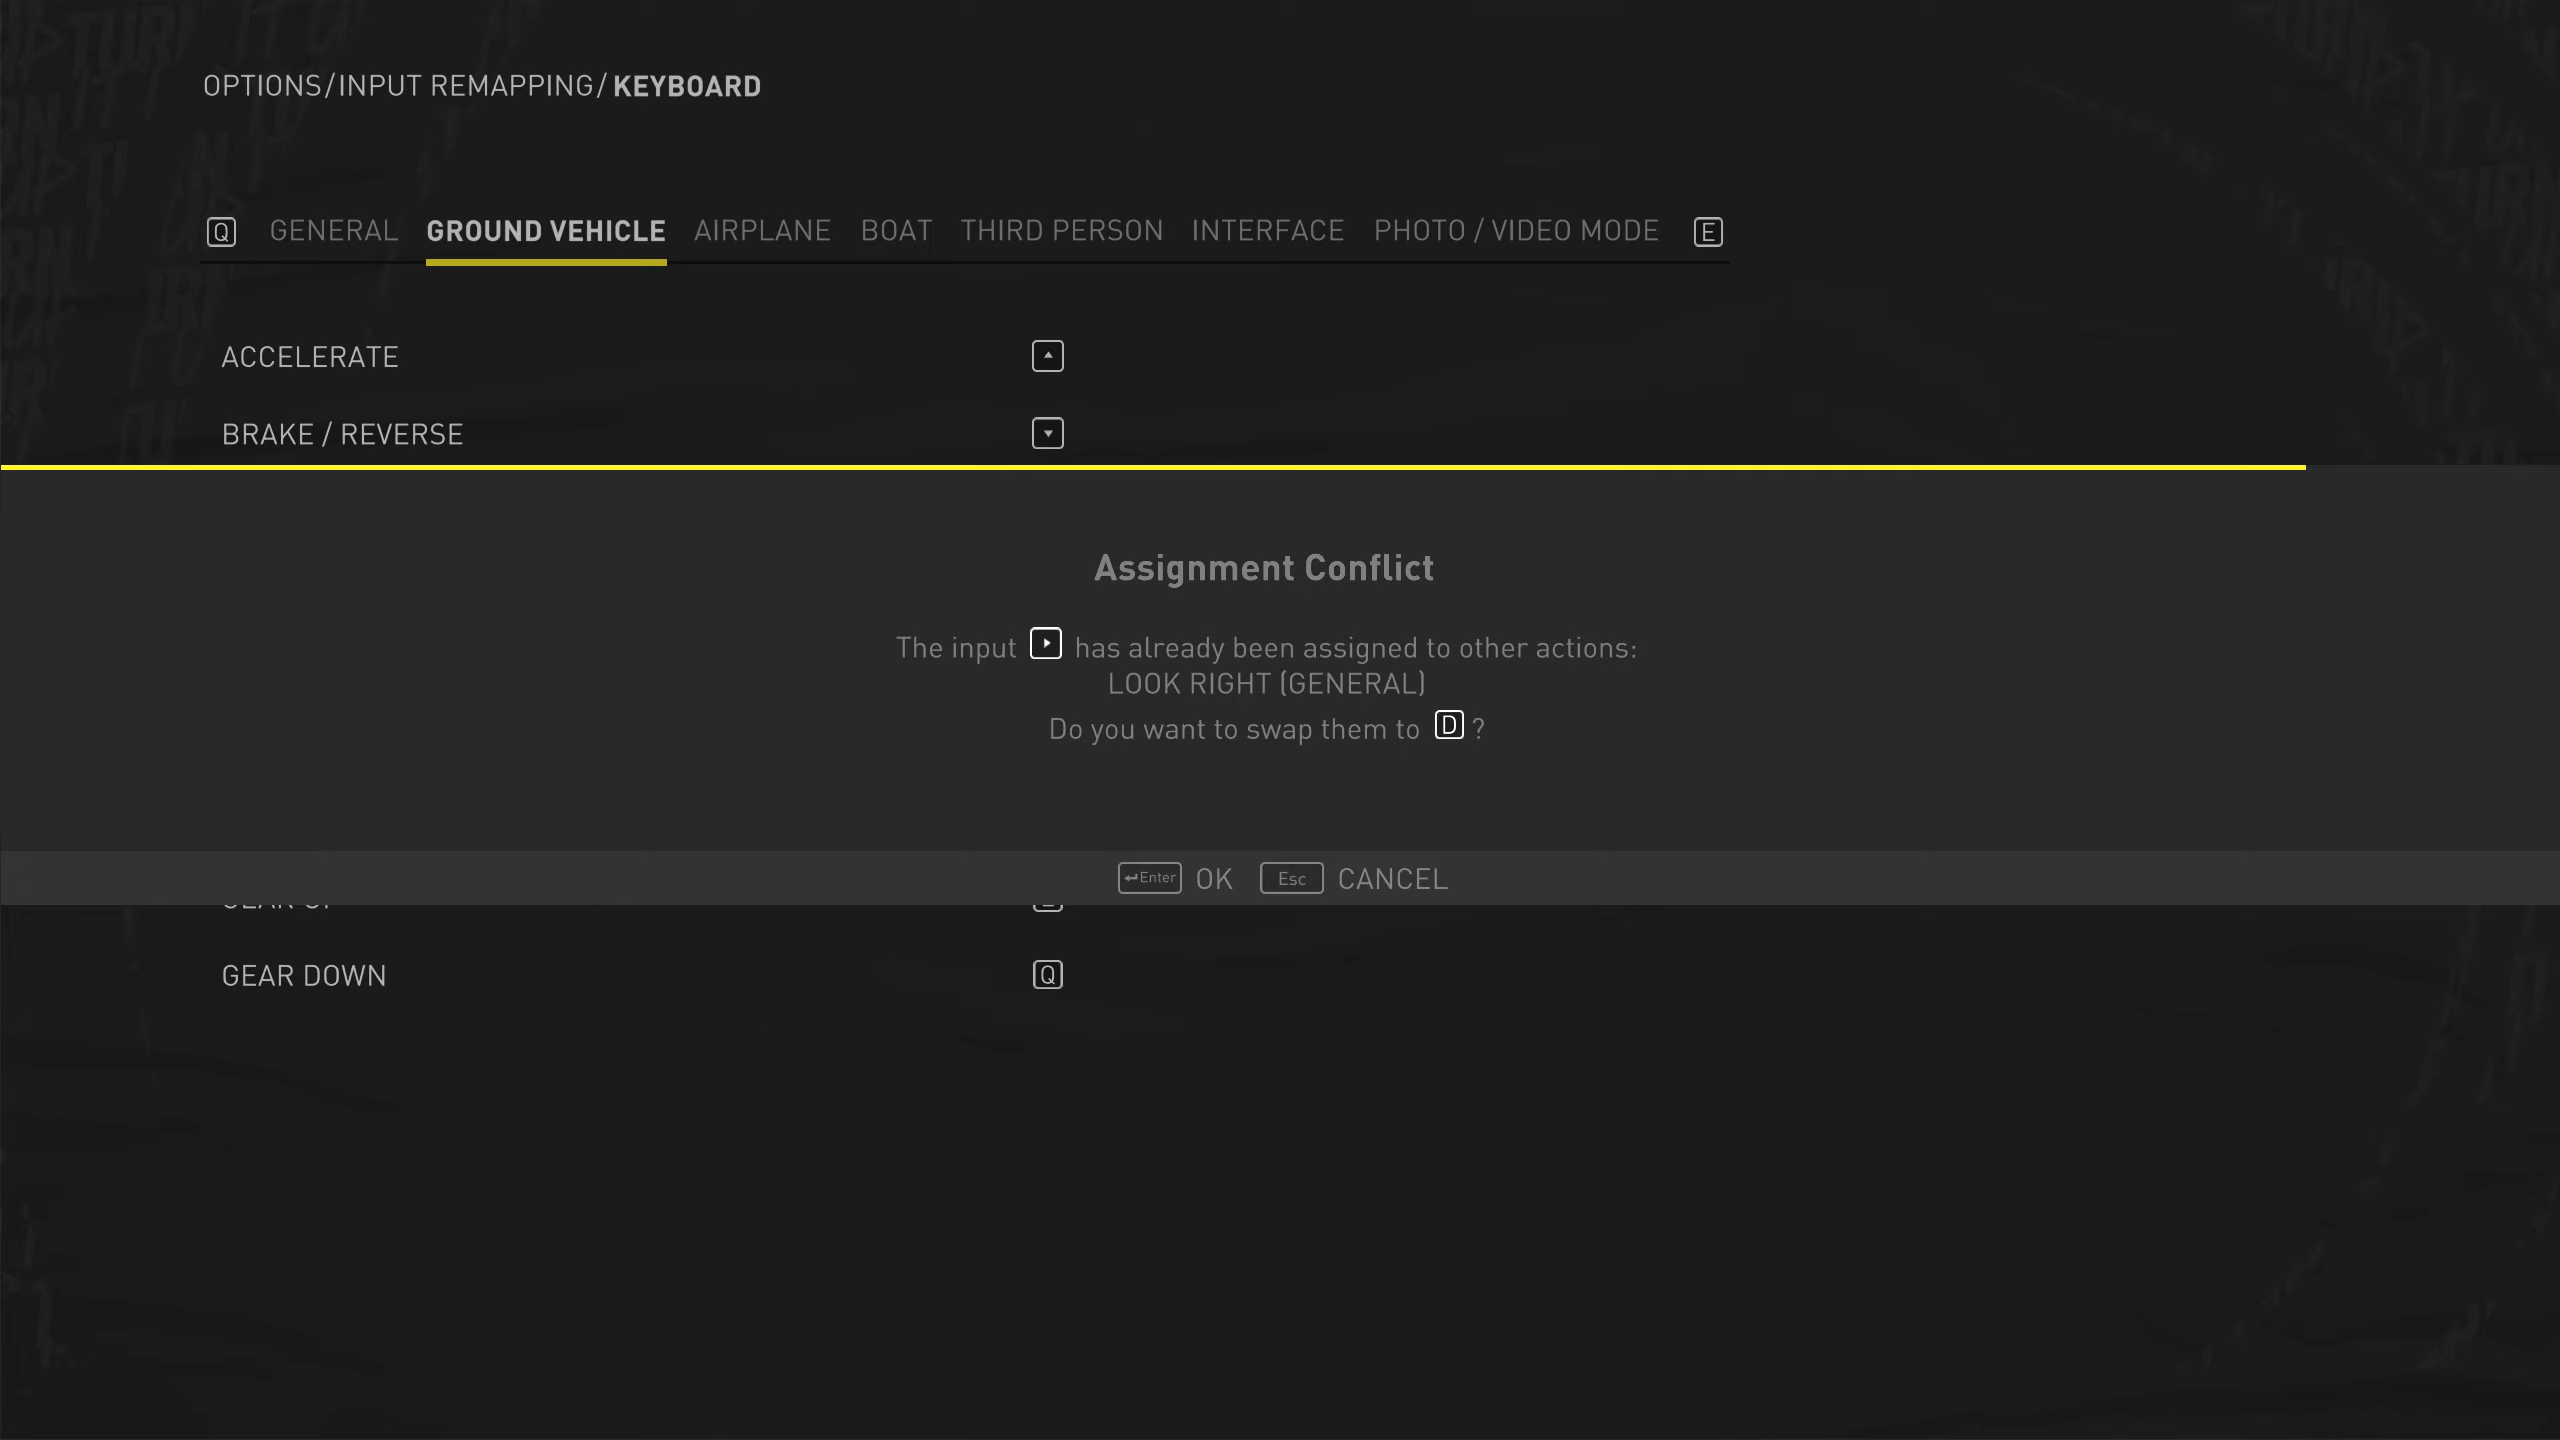 OPTIONS/INPUT REMAPPING/KEYBOARD
Q GENERAL GROUND VEHICLE AIRPLANE BOAT THIRD PERSON INTERFACE PHOTO / VIDEO MODE E
ACCELERATE
BRAKE / REVERSE
Assignment Conflict
The input has already been assigned to other actions:
LOOK RIGHT (GENERAL)
Do you want to swap them to D ?
Enter OK Esc CANCEL
GEAR DOWN Q